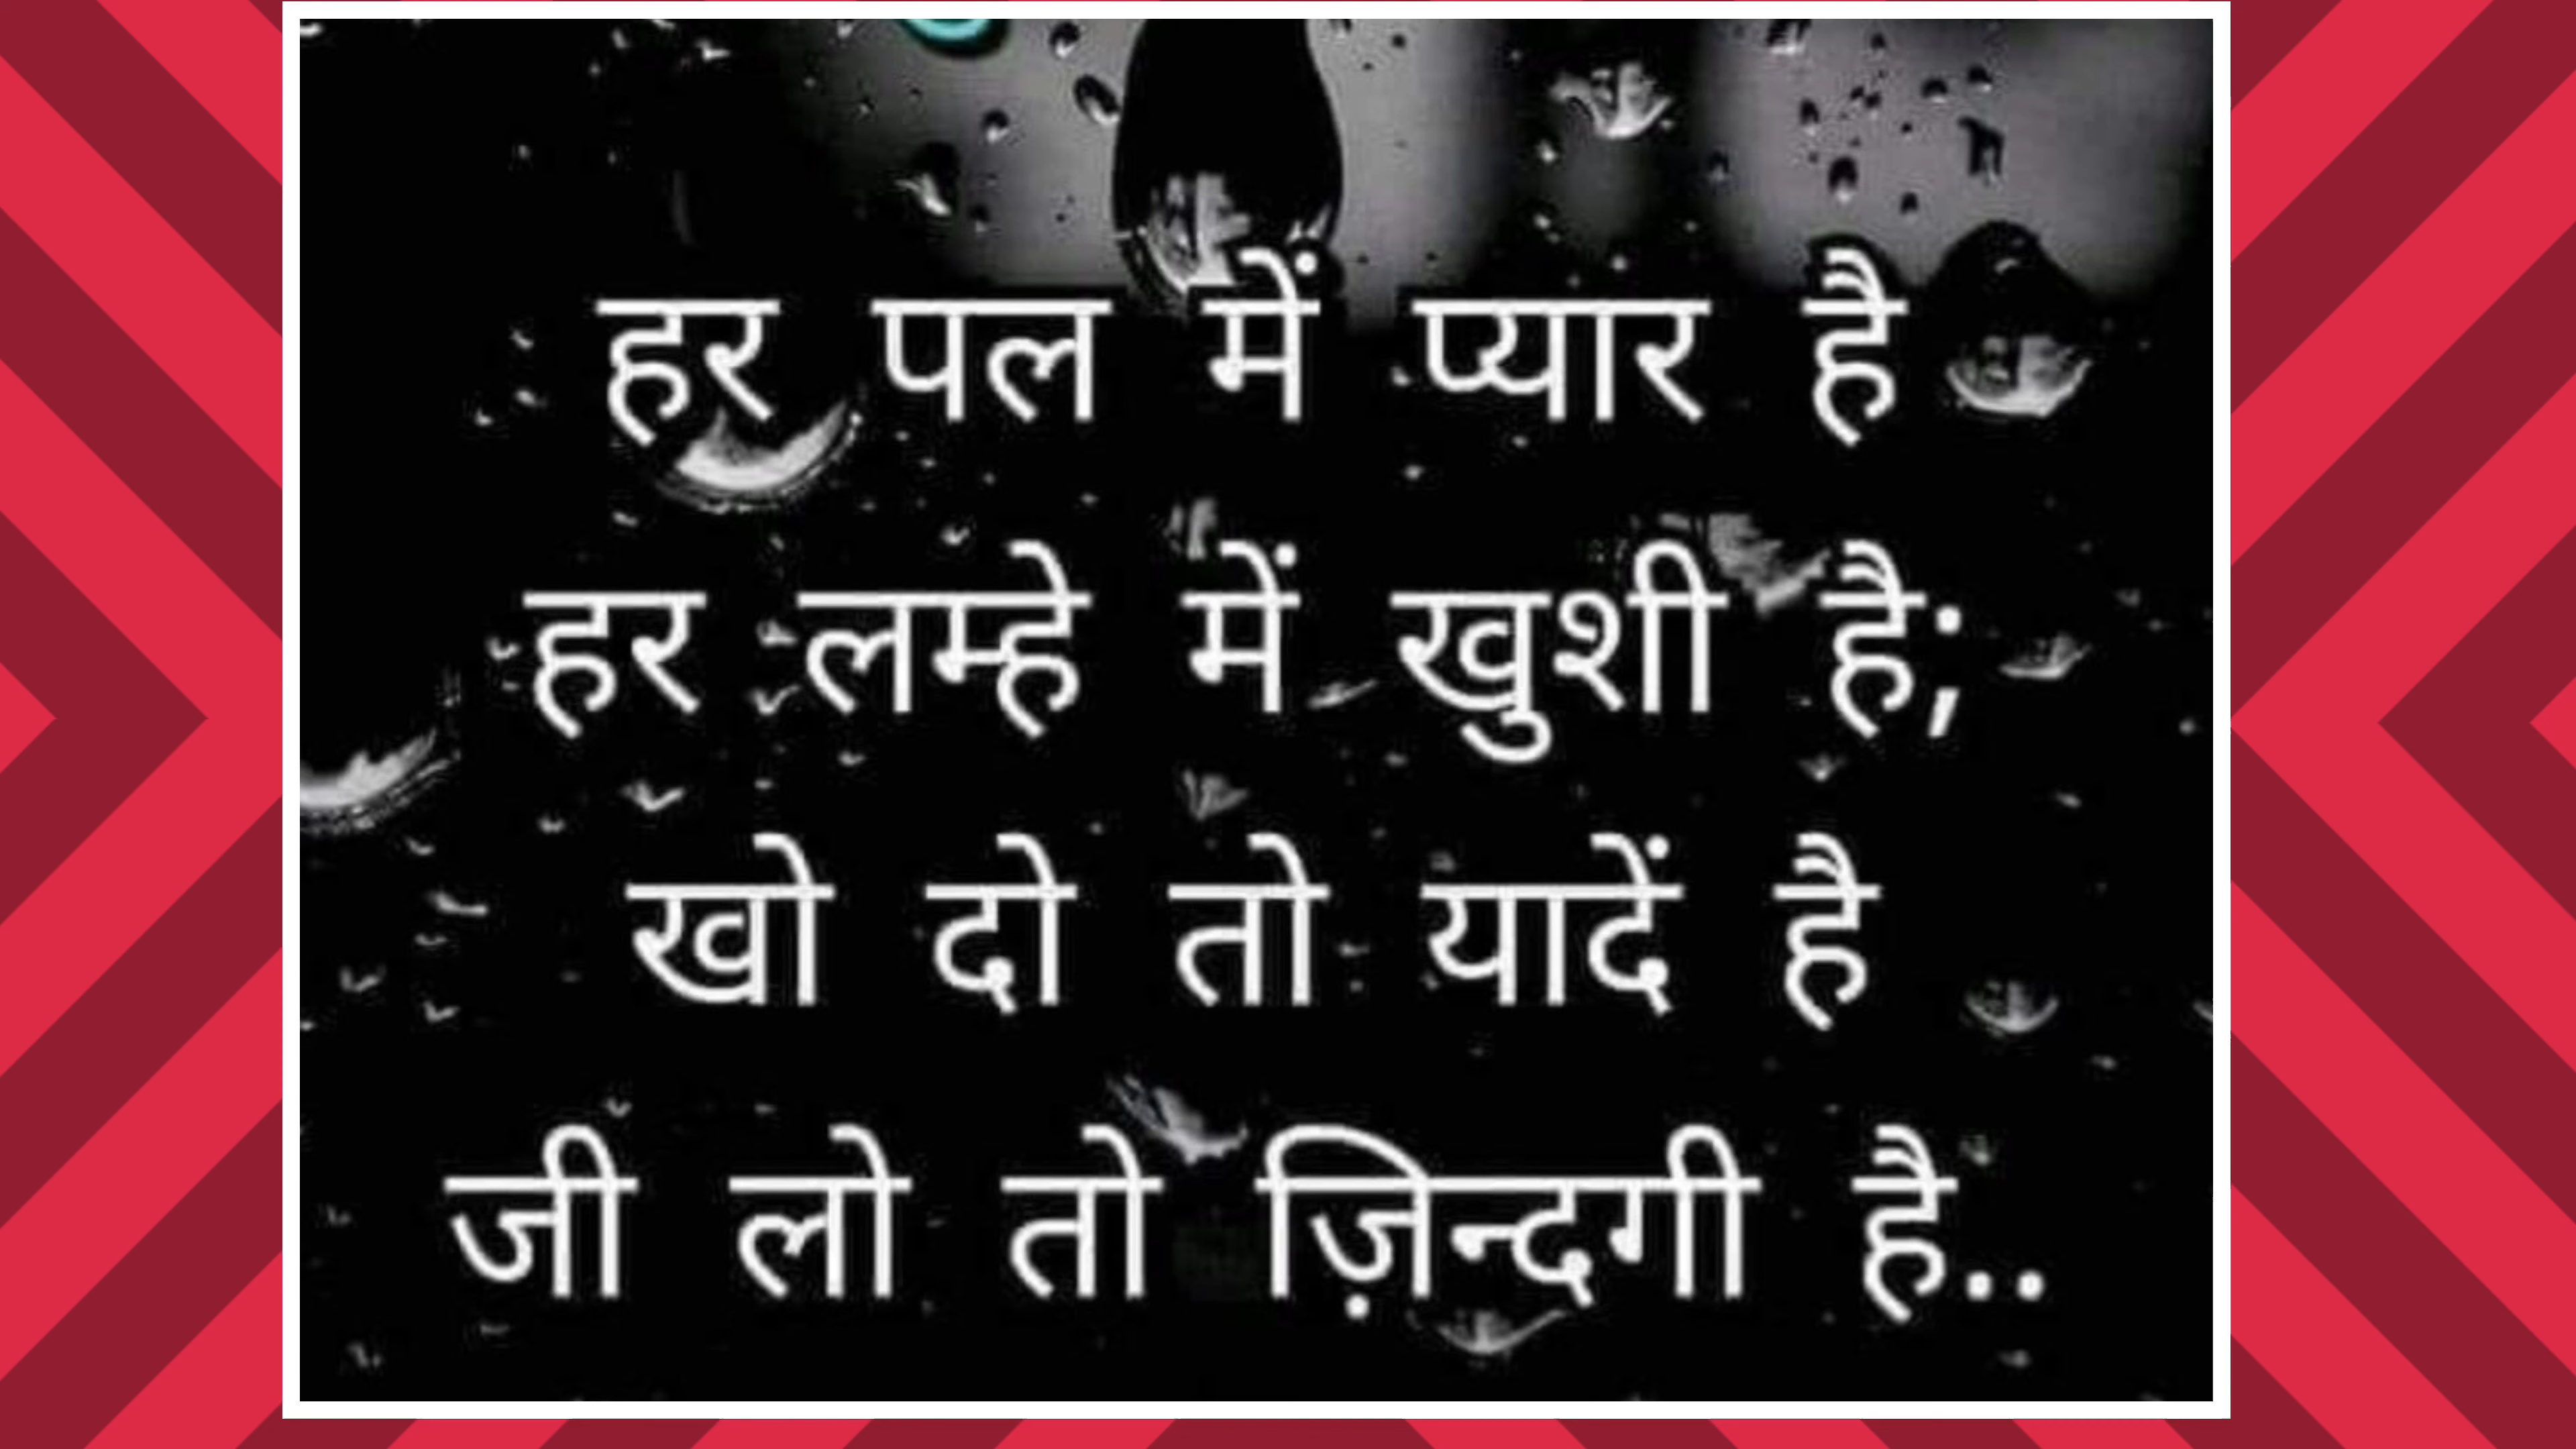 हर पल में प्यार है
हर लम्हे में खुशी है;
खो दो तो यादें है
जी लो तो ज़िन्दगी है..